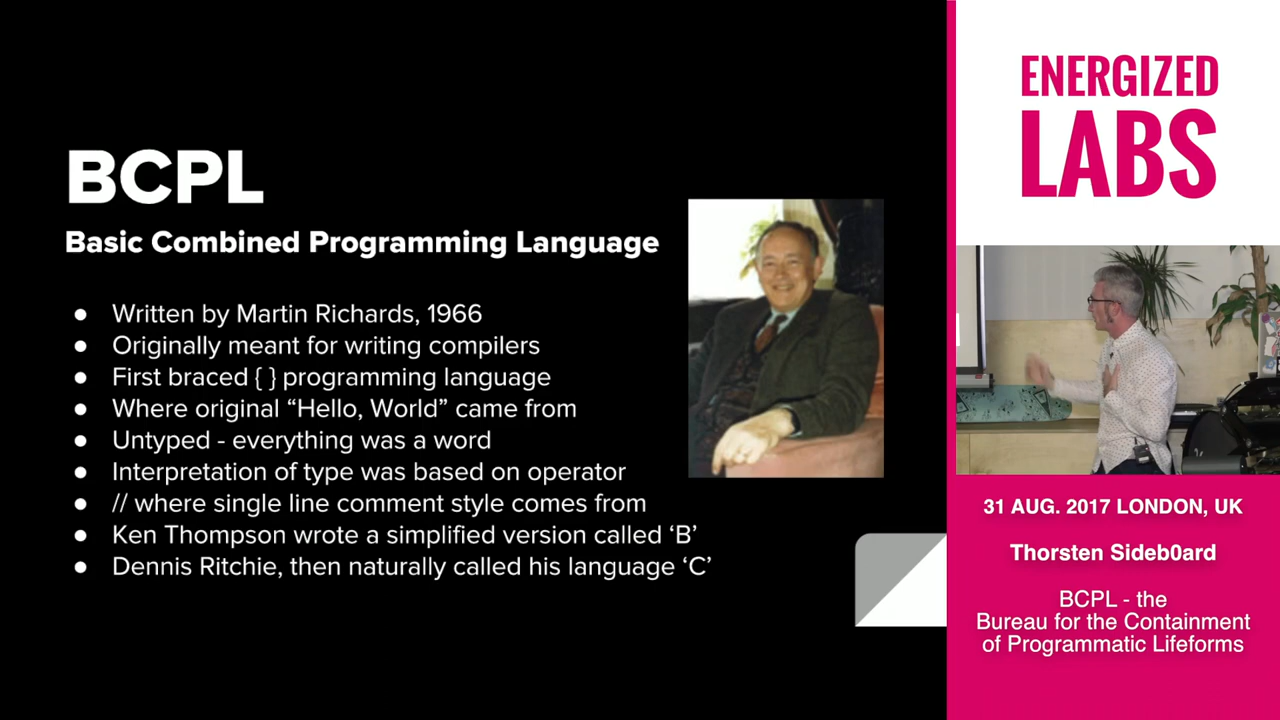 BCPL
Basic Combined Programming Language
● Written by Martin Richards, 1966
● Originally meant for writing compilers
● First braced { } programming language
● Where original “Hello, World” came from
● Untyped - everything was a word
● Interpretation of type was based on operator
● // where single line comment style comes from
● Ken Thompson wrote a simplified version called ‘B’
● Dennis Ritchie, then naturally called his language ‘C’
ENERGIZED
LABS
31 AUG. 2017 LONDON, UK
Thorsten Sideb0ard
BCPL - the
Bureau for the Containment
of Programmatic Lifeforms